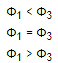 Φ₁ < Φ₃
Φ₁ = Φ₃
Φ₁ > Φ₃